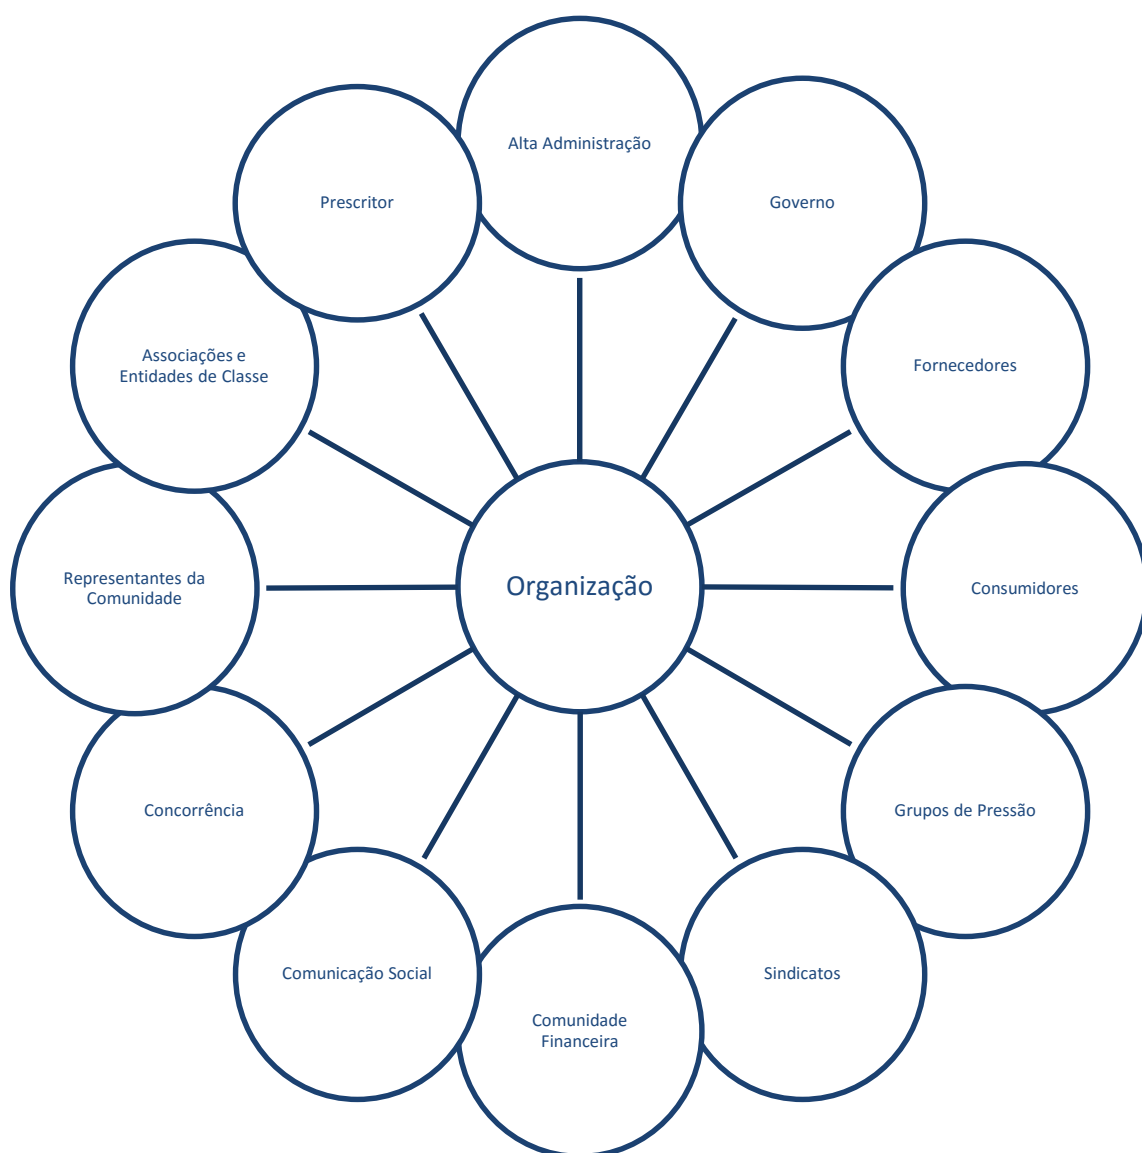 Alta Administração
Governo
Fornecedores
Consumidores
Grupos de Pressão
Sindicatos
Comunidade
Financeira
Comunicação Social
Concorrência
Representantes da
Comunidade
Associações e
Entidades de Classe
Prescritor
Organização